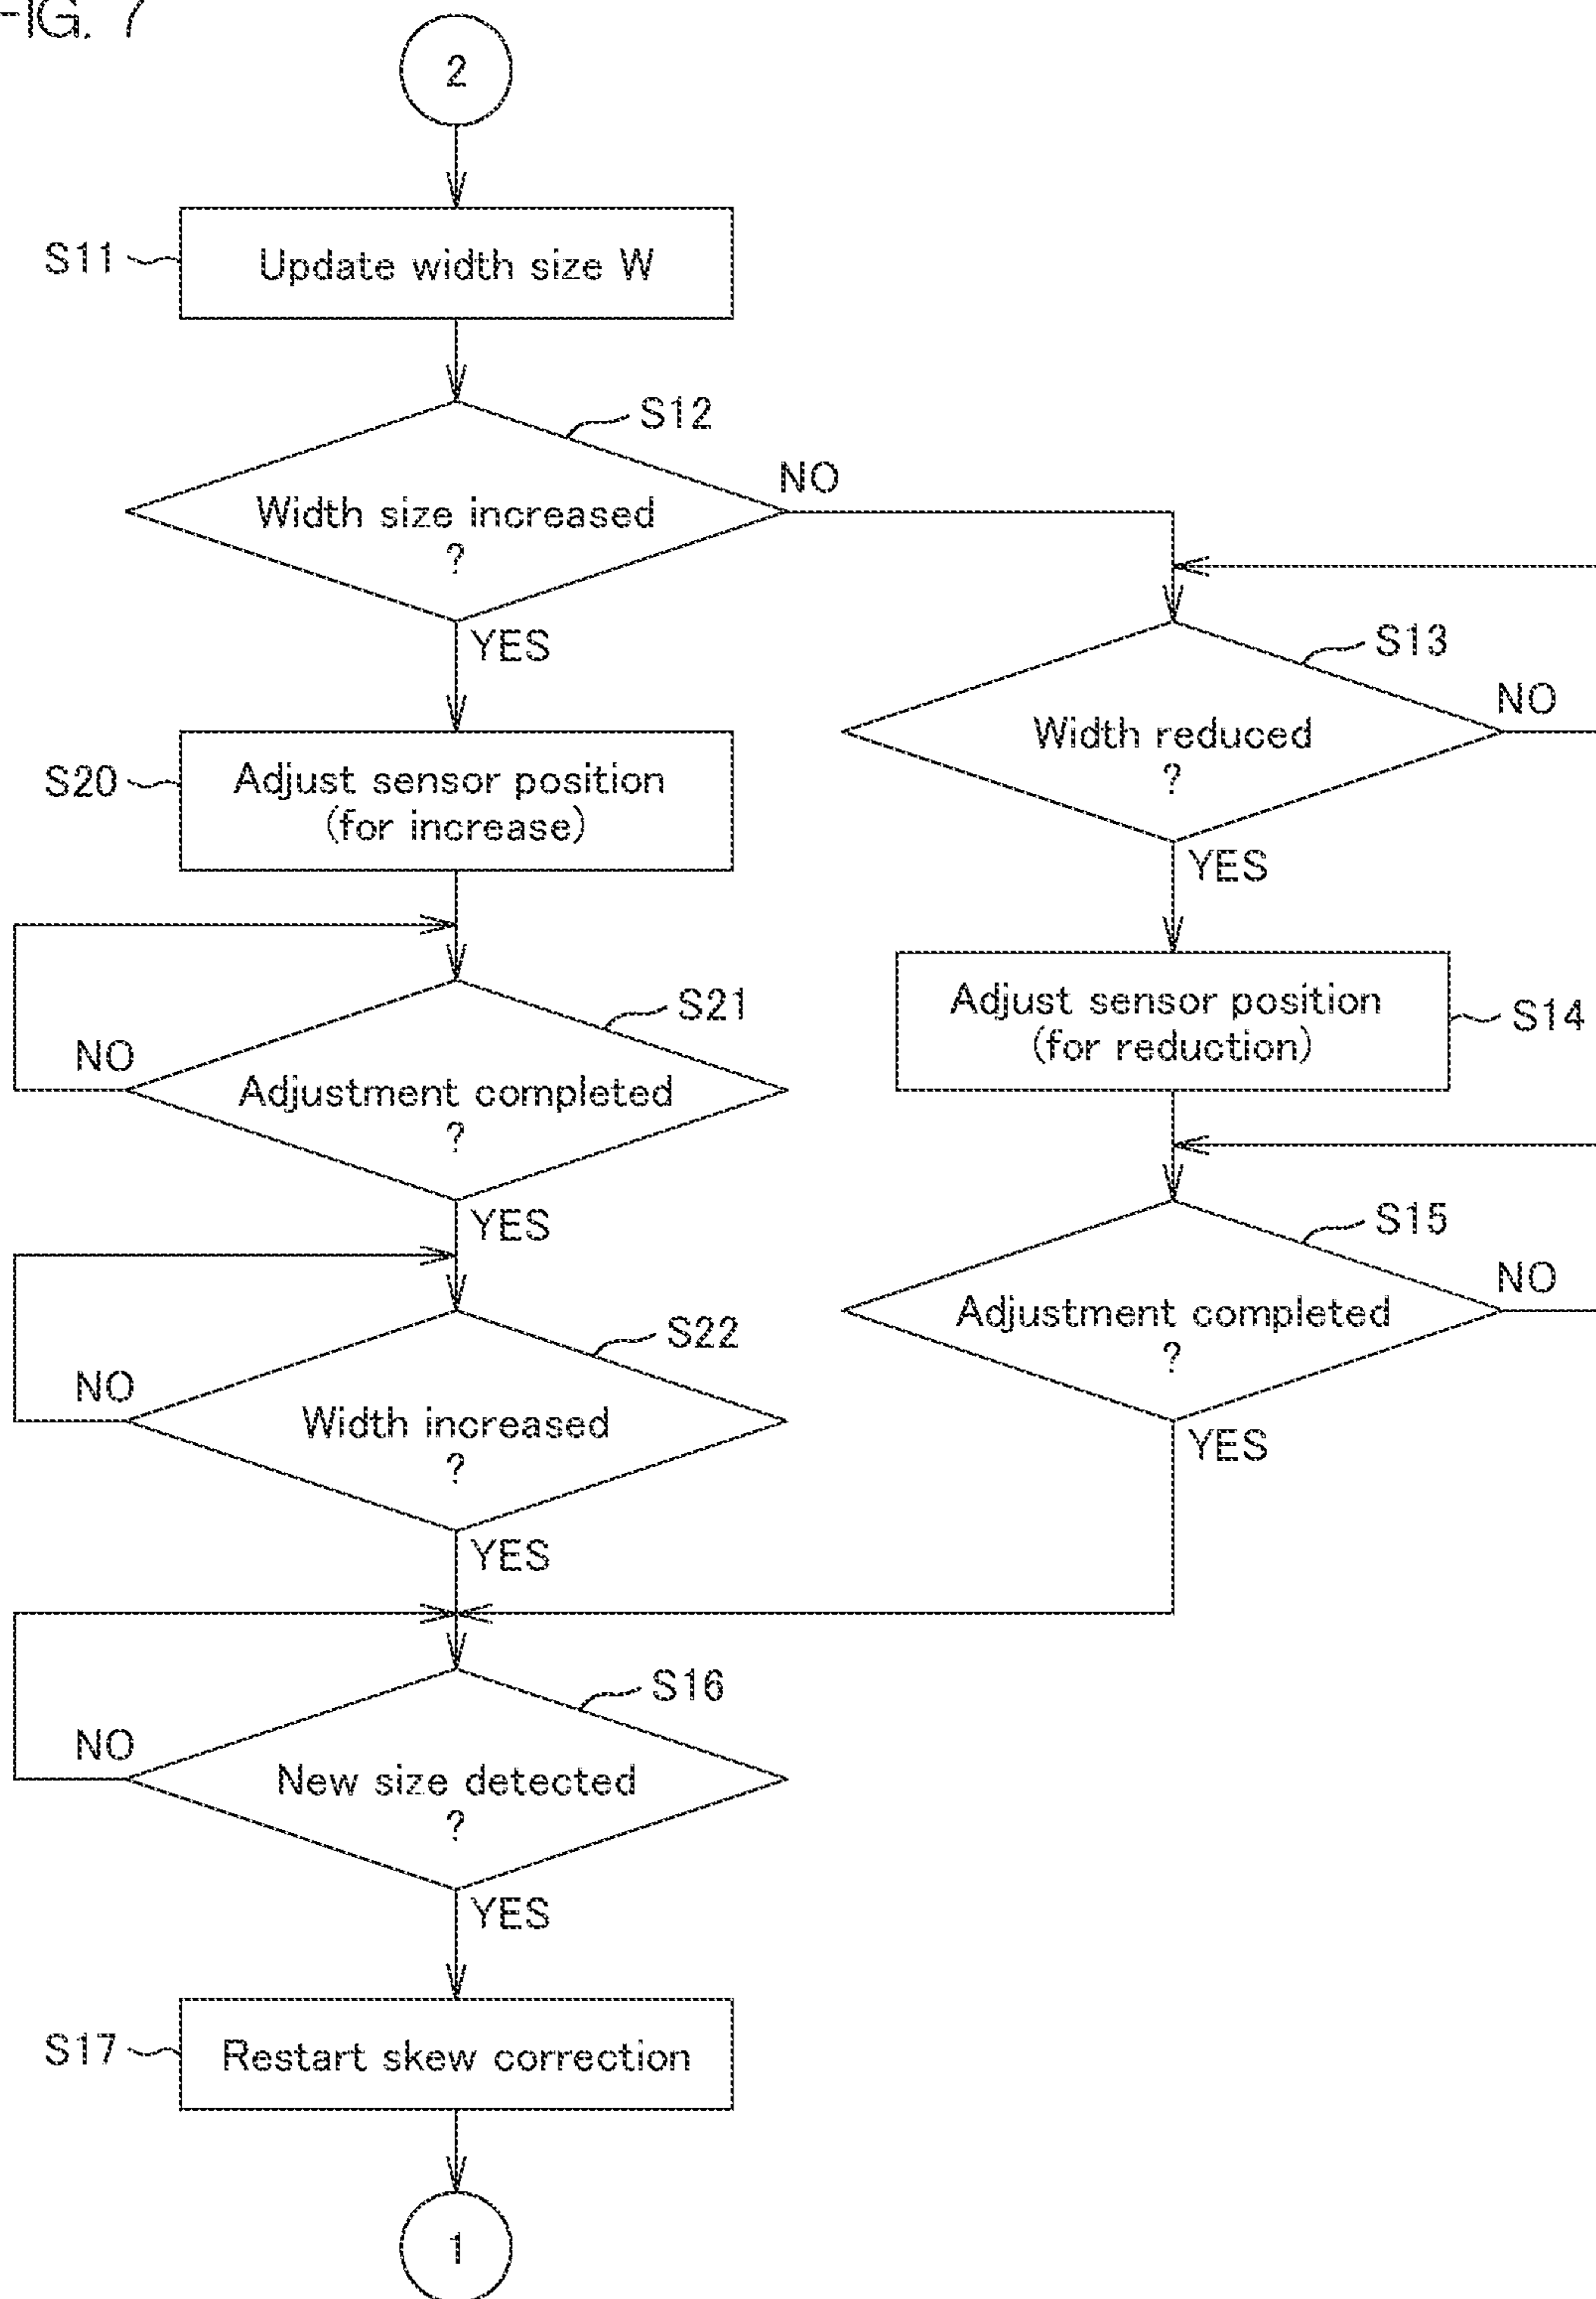 FIG. 7
2
S11
Update width size W
S12
Width size increased
?
NO
YES
S13
Width reduced
?
NO
YES
S20
Adjust sensor position
(for increase)
S14
Adjust sensor position
(for reduction)
S21
Adjustment completed
?
NO
YES
S15
Adjustment completed
?
NO
YES
S22
Width increased
?
NO
YES
S16
New size detected
?
NO
YES
S17
Restart skew correction
1